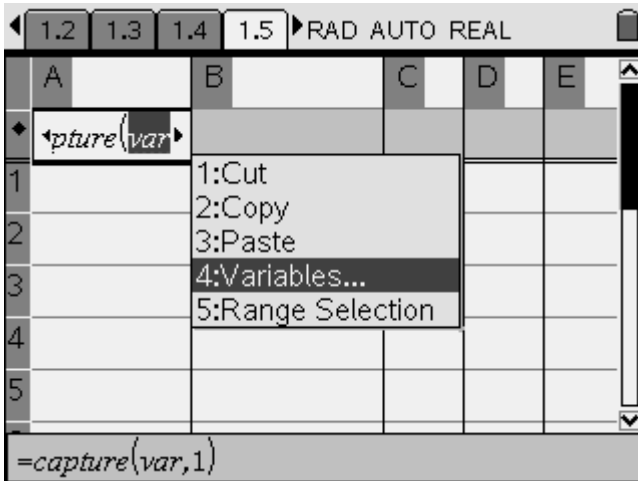 1.2 1.3 1.4 1.5 RAD AUTO REAL
A B C D E
pture(var
1
1:Cut
2:Copy
2
3:Paste
3
4:Variables...
5:Range Selection
4
5
=capture(var,1)